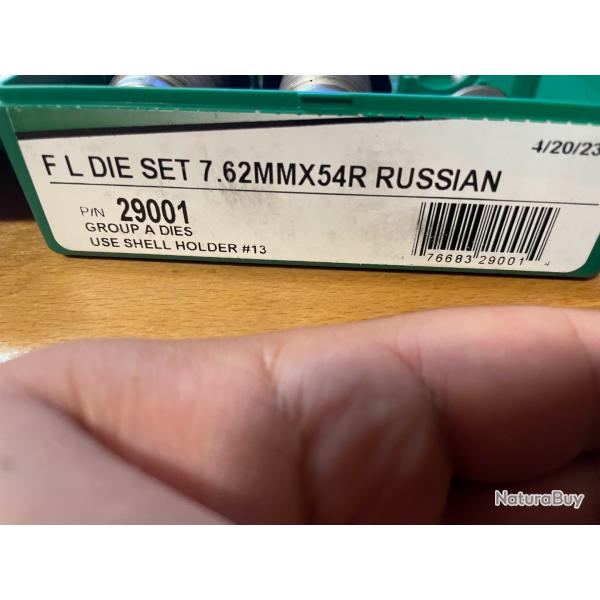 4/20/23
F L DIE SET 7.62MMX54R RUSSIAN
P/N 29001
GROUP A DIES
USE SHELL HOLDER #13
76683 29001 4
NaturaBuy